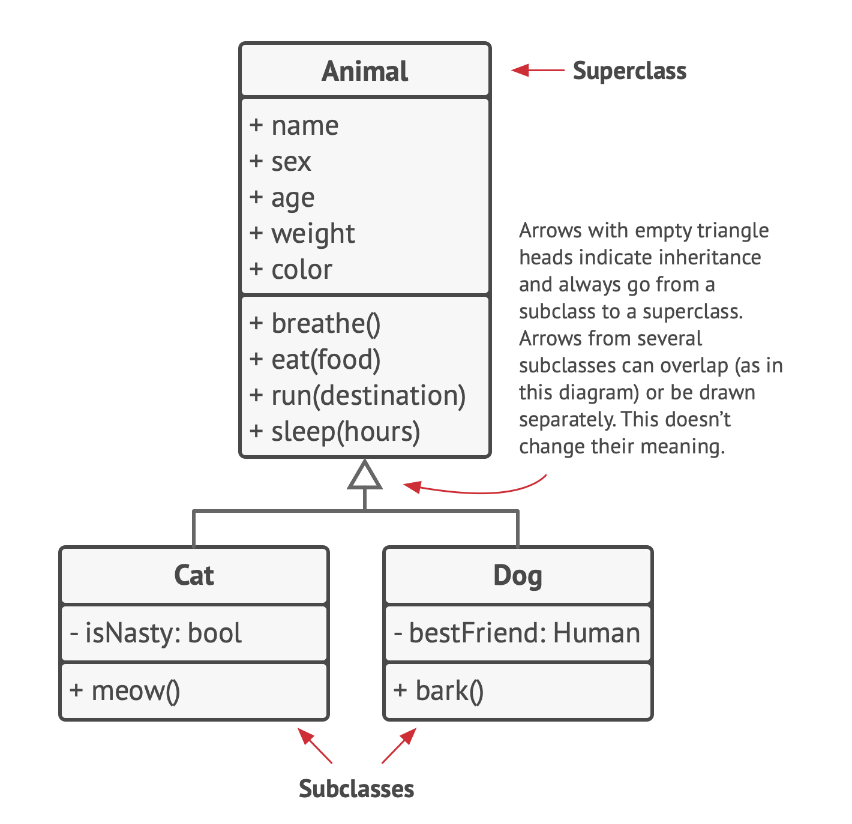 Animal
Superclass
+ name
+ sex
+ age
+ weight
+ color
+ breathe()
+ eat(food)
+ run(destination)
+ sleep(hours)
Arrows with empty triangle
heads indicate inheritance
and always go from a
subclass to a superclass.
Arrows from several
subclasses can overlap (as in
this diagram) or be drawn
separately. This doesn’t
change their meaning.
Cat
- isNasty: bool
+ meow()
Dog
- bestFriend: Human
+ bark()
Subclasses